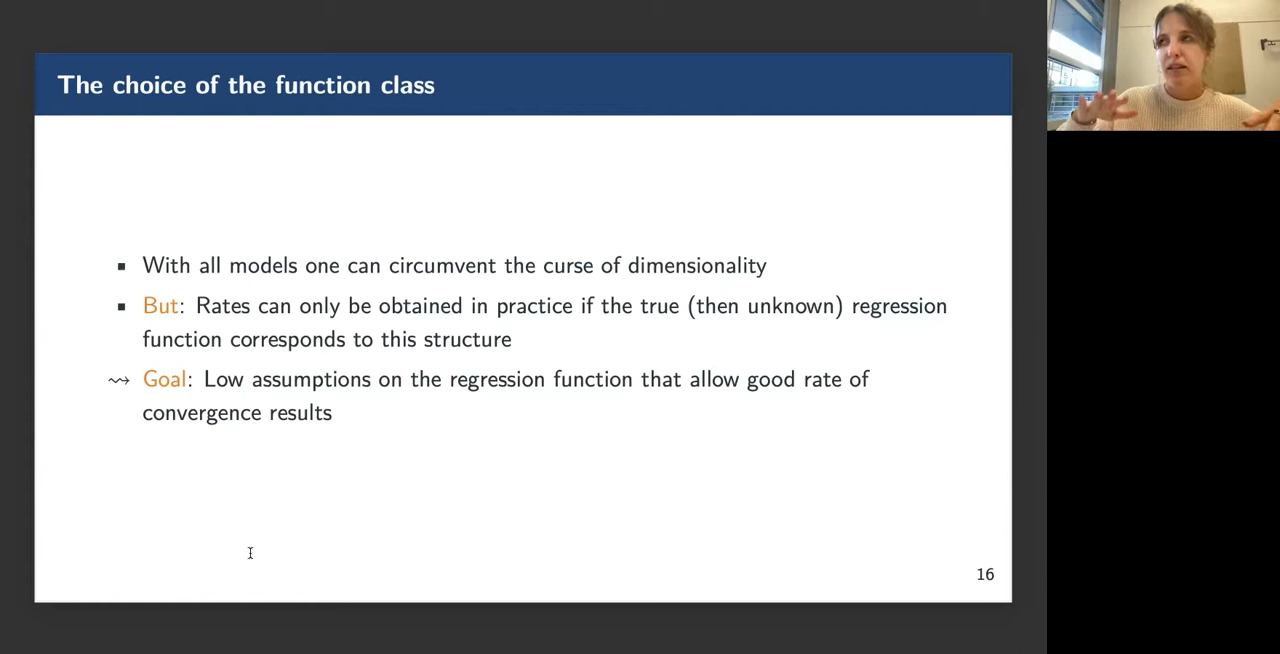 The choice of the function class
▪ With all models one can circumvent the curse of dimensionality
▪ But: Rates can only be obtained in practice if the true (then unknown) regression
function corresponds to this structure
⇝ Goal: Low assumptions on the regression function that allow good rate of
convergence results
16